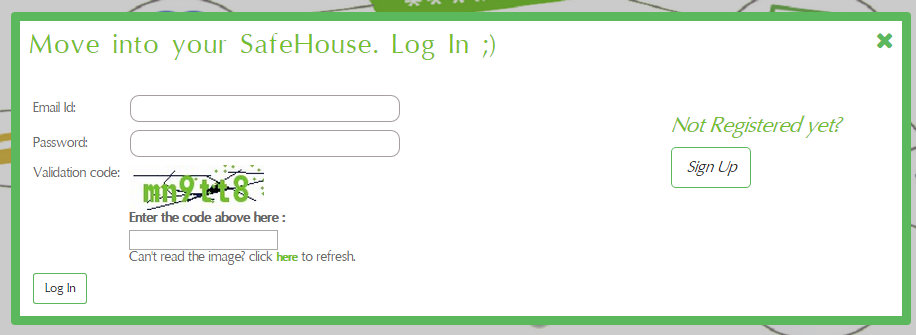 ****
Move into your SafeHouse. Log In ;)
Email Id:
Password:
Validation code:
mn9tt8
Enter the code above here :
Can't read the image? click here to refresh.
Log In
Not Registered yet?
Sign Up